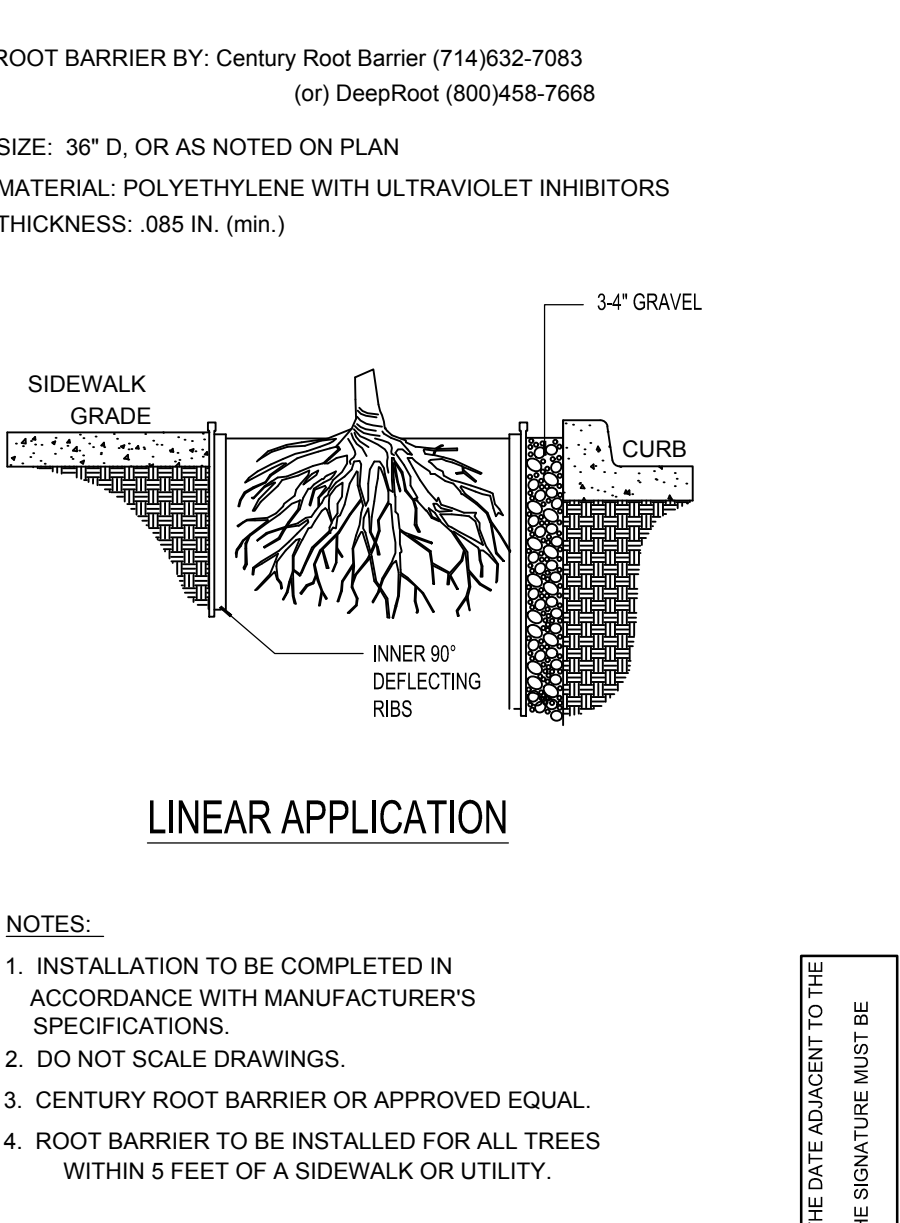 ROOT BARRIER BY: Century Root Barrier (714)632-7083
(or) DeepRoot (800)458-7668
SIZE: 36" D, OR AS NOTED ON PLAN
MATERIAL: POLYETHYLENE WITH ULTRAVIOLET INHIBITORS
THICKNESS: .085 IN. (min.)
3-4" GRAVEL
SIDEWALK
GRADE
CURB
INNER 90°
DEFLECTING
RIBS
LINEAR APPLICATION
NOTES:
1. INSTALLATION TO BE COMPLETED IN
ACCORDANCE WITH MANUFACTURER'S
SPECIFICATIONS.
2. DO NOT SCALE DRAWINGS.
3. CENTURY ROOT BARRIER OR APPROVED EQUAL.
4. ROOT BARRIER TO BE INSTALLED FOR ALL TREES
WITHIN 5 FEET OF A SIDEWALK OR UTILITY.
DATE ADJACENT TO THE
SIGNATURE MUST BE